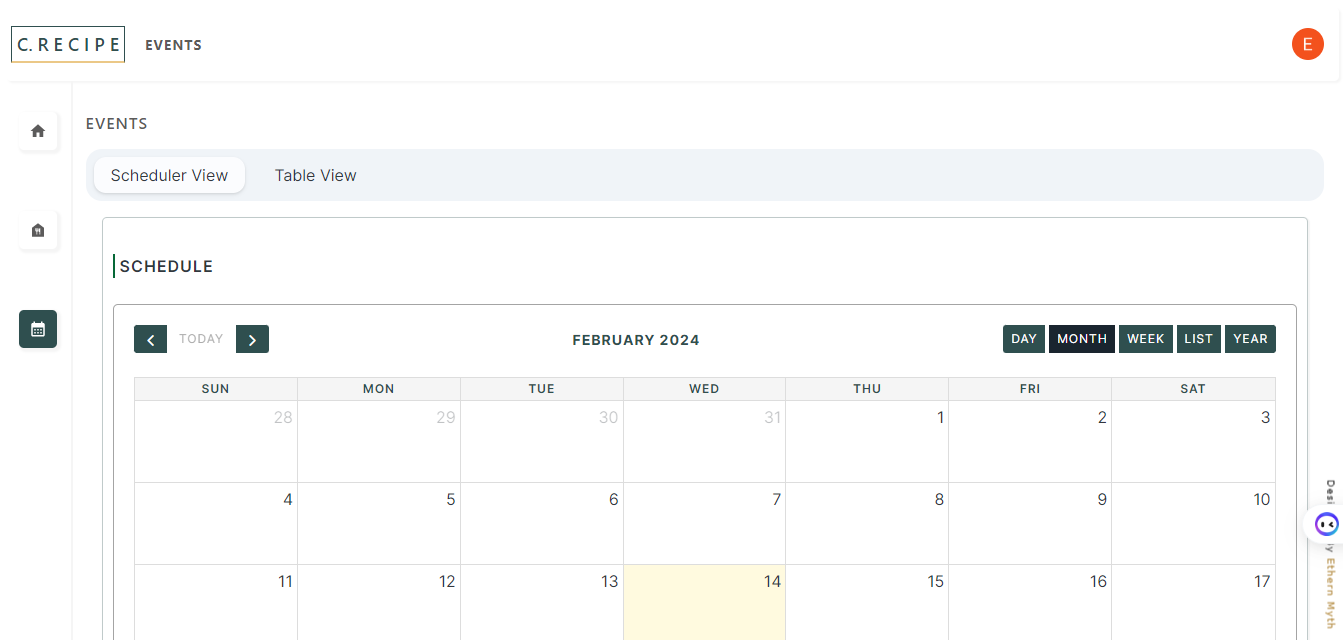 C. RECIPE EVENTS
E
EVENTS
Scheduler View Table View
SCHEDULE
TODAY
FEBRUARY 2024
DAY MONTH WEEK LIST YEAR
SUN MON TUE WED THU FRI SAT
28 29 30 31 1 2 3
4 5 6 7 8 9 10
11 12 13 14 15 16 17
Ethern Myth